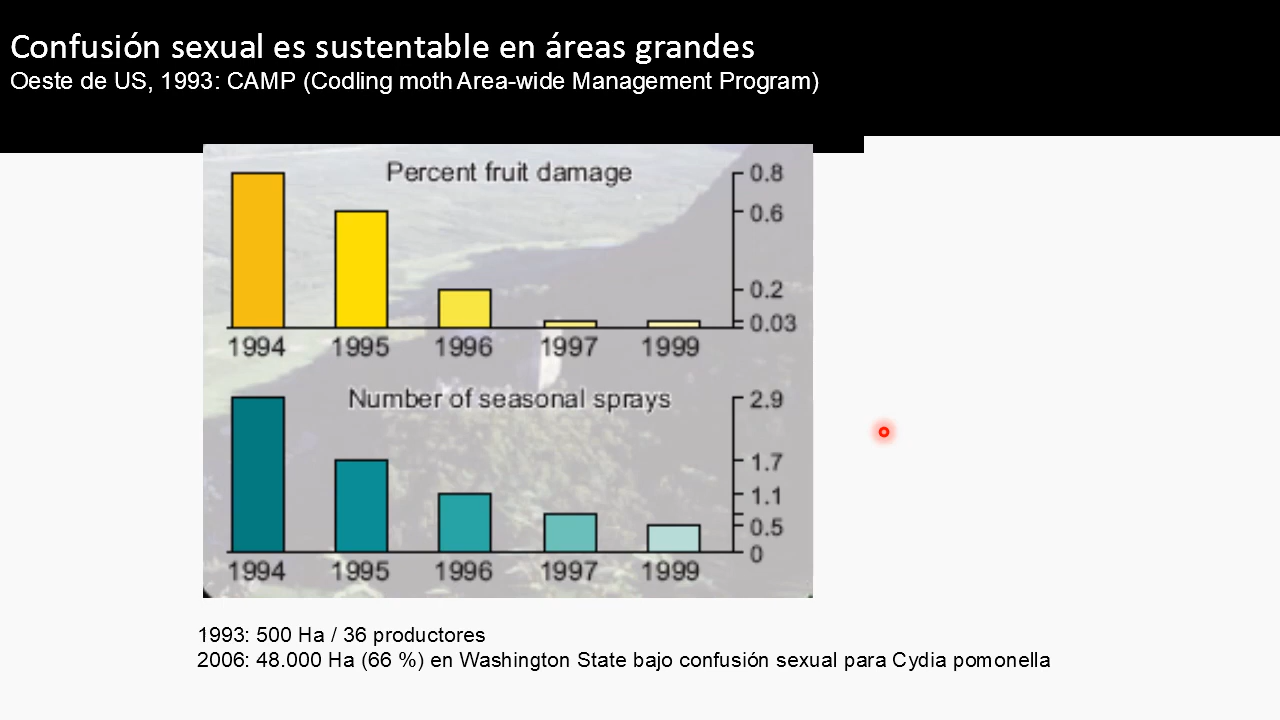 Confusión sexual es sustentable en áreas grandes
Oeste de US, 1993: CAMP (Codling moth Area-wide Management Program)
Percent fruit damage
0.8
0.6
0.2
0.03
1994 1995 1996 1997 1999
Number of seasonal sprays
2.9
1.7
1.1
0.5
0
1994 1995 1996 1997 1999
1993: 500 Ha / 36 productores
2006: 48.000 Ha (66 %) en Washington State bajo confusión sexual para Cydia pomonella